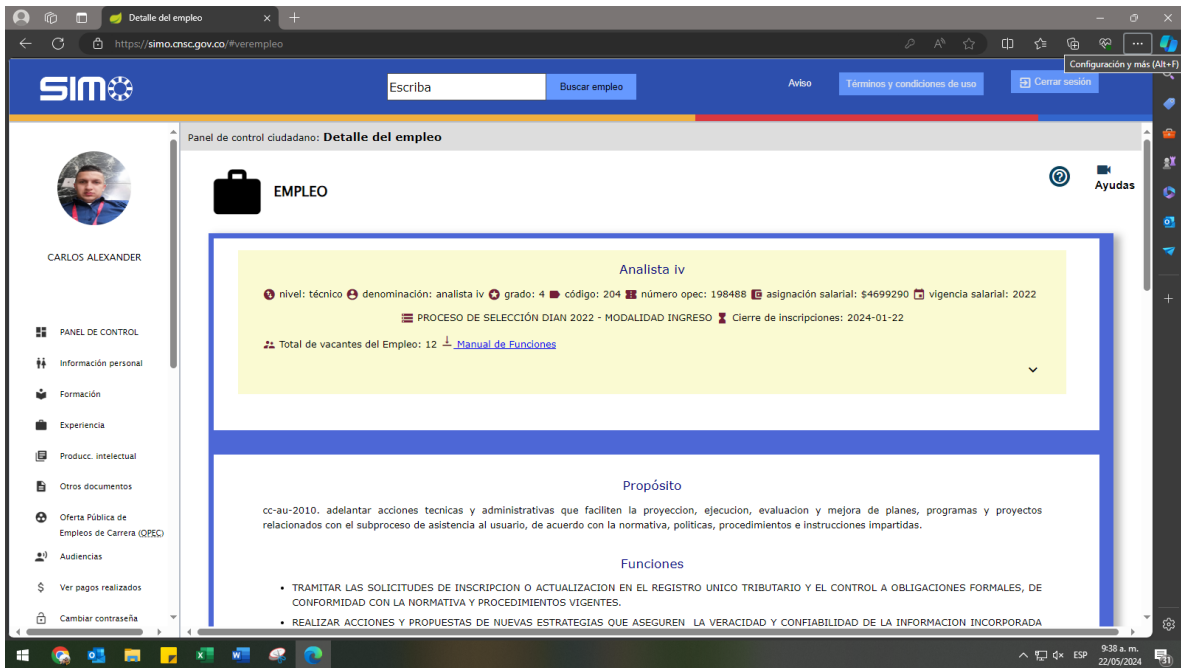 Detalle del empleo
https://simo.cnsc.gov.co/#verempleo
Configuración y más (Alt+F)
SIMO
Escriba
Buscar empleo
Aviso
Términos y condiciones de uso
Cerrar sesión
Panel de control ciudadano: Detalle del empleo
EMPLEO
Ayudas
CARLOS ALEXANDER
PANEL DE CONTROL
Información personal
Formación
Experiencia
Producc. intelectual
Otros documentos
Oferta Pública de
Empleos de Carrera (OPEC)
Audiencias
Ver pagos realizados
Cambiar contraseña
Analista iv
nivel: técnico denominación: analista iv grado: 4 código: 204 número opec: 198488 asignación salarial: $4699290 vigencia salarial: 2022
PROCESO DE SELECCIÓN DIAN 2022 - MODALIDAD INGRESO Cierre de inscripciones: 2024-01-22
Total de vacantes del Empleo: 12 Manual de Funciones
Propósito
cc-au-2010. adelantar acciones tecnicas y administrativas que faciliten la proyeccion, ejecucion, evaluacion y mejora de planes, programas y proyectos
relacionados con el subproceso de asistencia al usuario, de acuerdo con la normativa, politicas, procedimientos e instrucciones impartidas.
Funciones
• TRAMITAR LAS SOLICITUDES DE INSCRIPCION O ACTUALIZACION EN EL REGISTRO UNICO TRIBUTARIO Y EL CONTROL A OBLIGACIONES FORMALES, DE
CONFORMIDAD CON LA NORMATIVA Y PROCEDIMIENTOS VIGENTES.
• REALIZAR ACCIONES Y PROPUESTAS DE NUEVAS ESTRATEGIAS QUE ASEGUREN LA VERACIDAD Y CONFIABILIDAD DE LA INFORMACION INCORPORADA
ESP
9:38 a. m.
22/05/2024
31